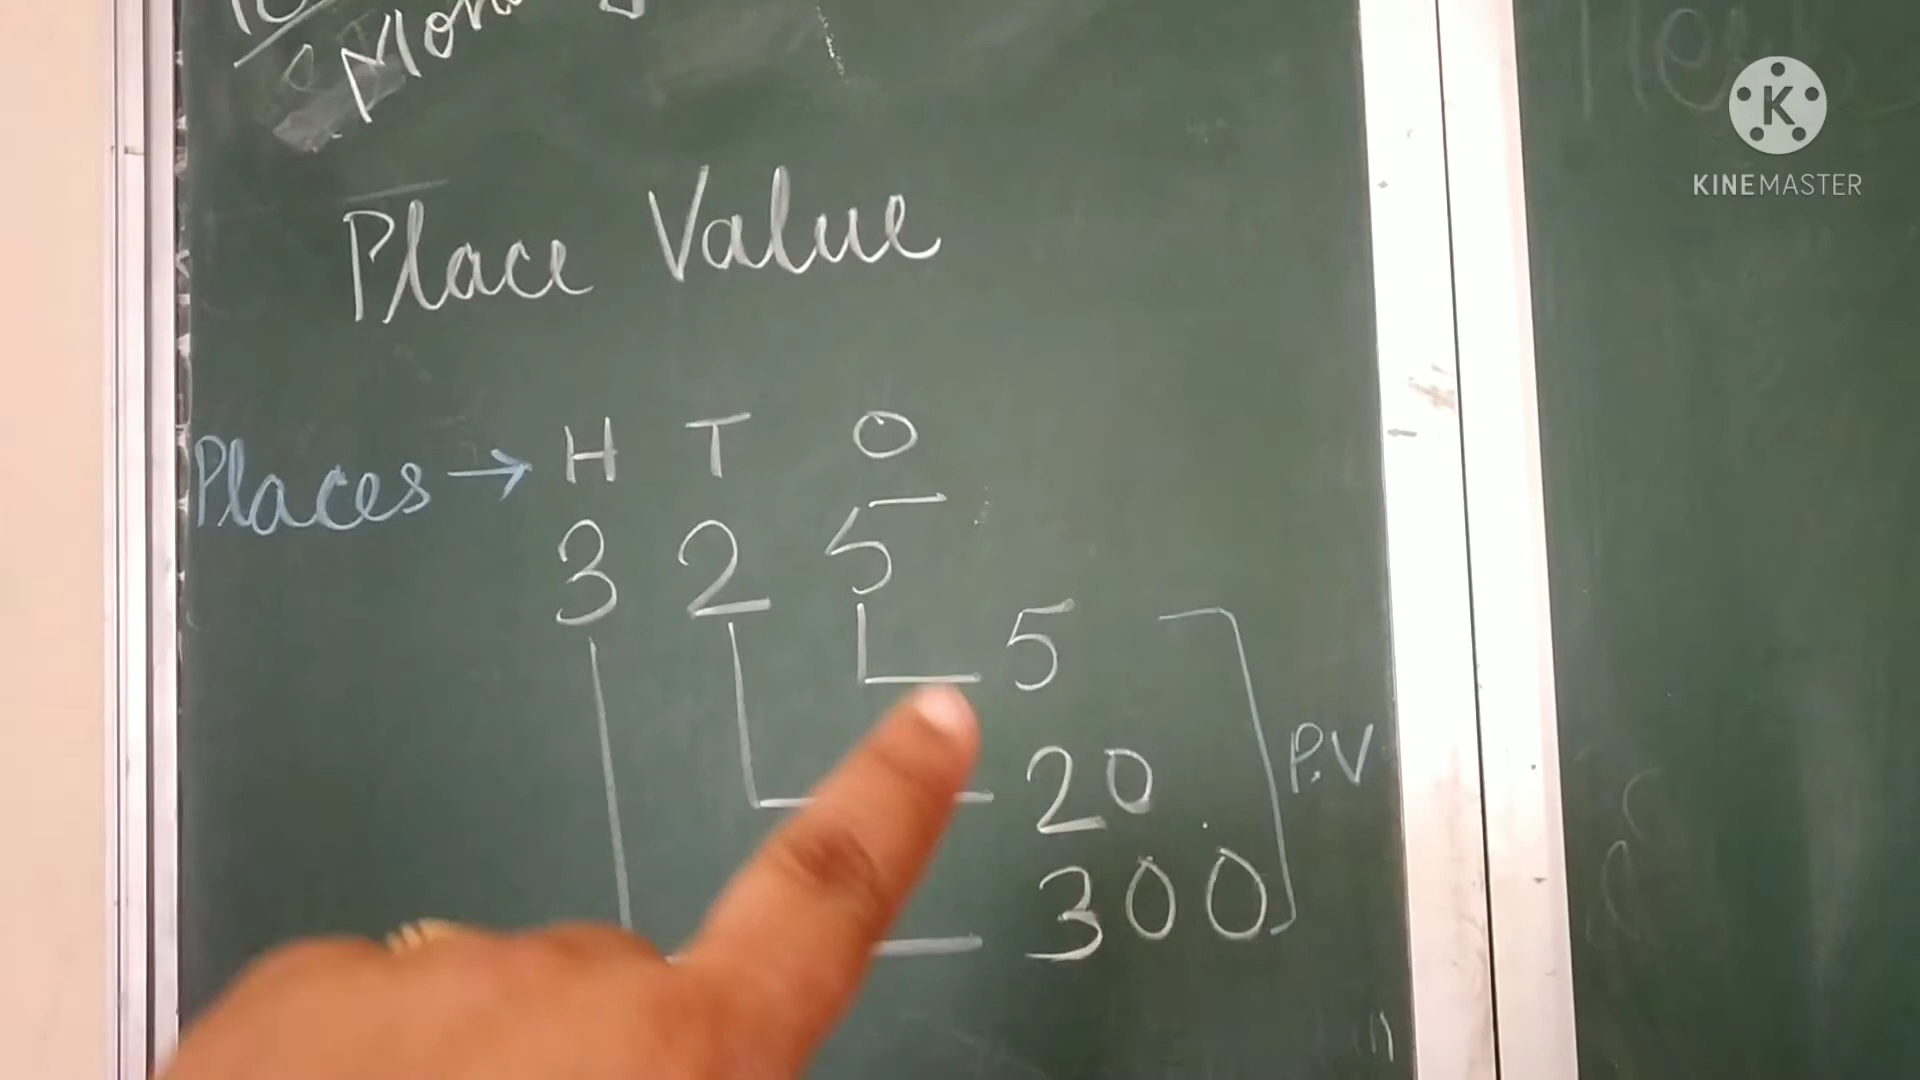 KINEMASTER
Place Value
Places → H T O
3 2 5
5
20
P.V
300